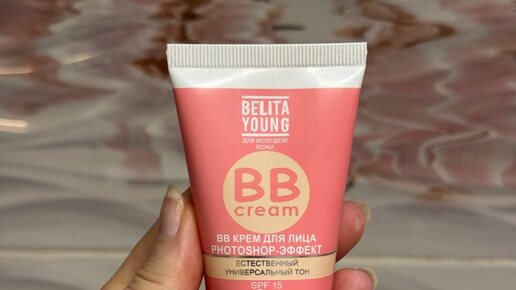 BELITA
YOUNG
ДЛЯ МОЛОДОЙ
КОЖИ
BB
cream
BB КРЕМ ДЛЯ ЛИЦА
PHOTOSHOP-ЭФФЕКТ
ЕСТЕСТВЕННЫЙ
УНИВЕРСАЛЬНЫЙ ТОН
SPF 15